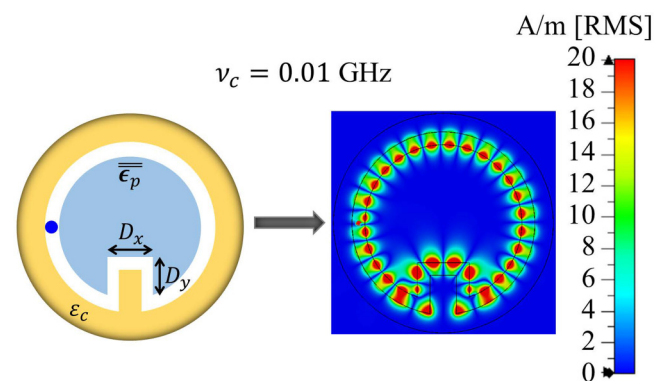 A/m [RMS]
ν_c = 0.01 GHz
20
18
16
14
12
10
8
6
4
2
0
ϵ̿_p
D_x
D_y
ε_c